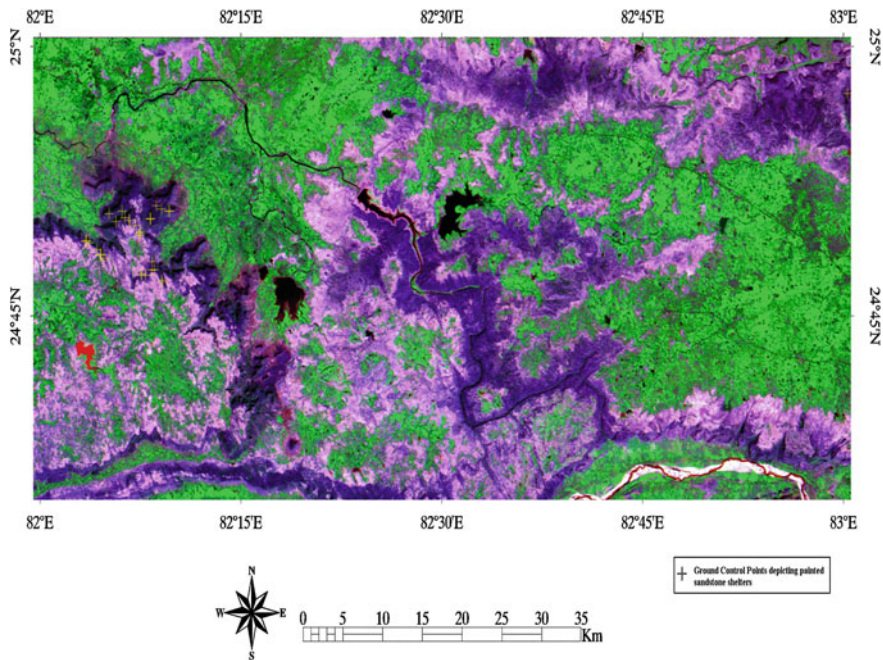 82°E 82°15'E 82°30'E 82°45'E 83°E
25°N 25°N
24°45'N 24°45'N
82°E 82°15'E 82°30'E 82°45'E 83°E
Ground Control Points depicting painted
sandstone shelters
N
W E
S
0 5 10 15 20 25 30 35
Km